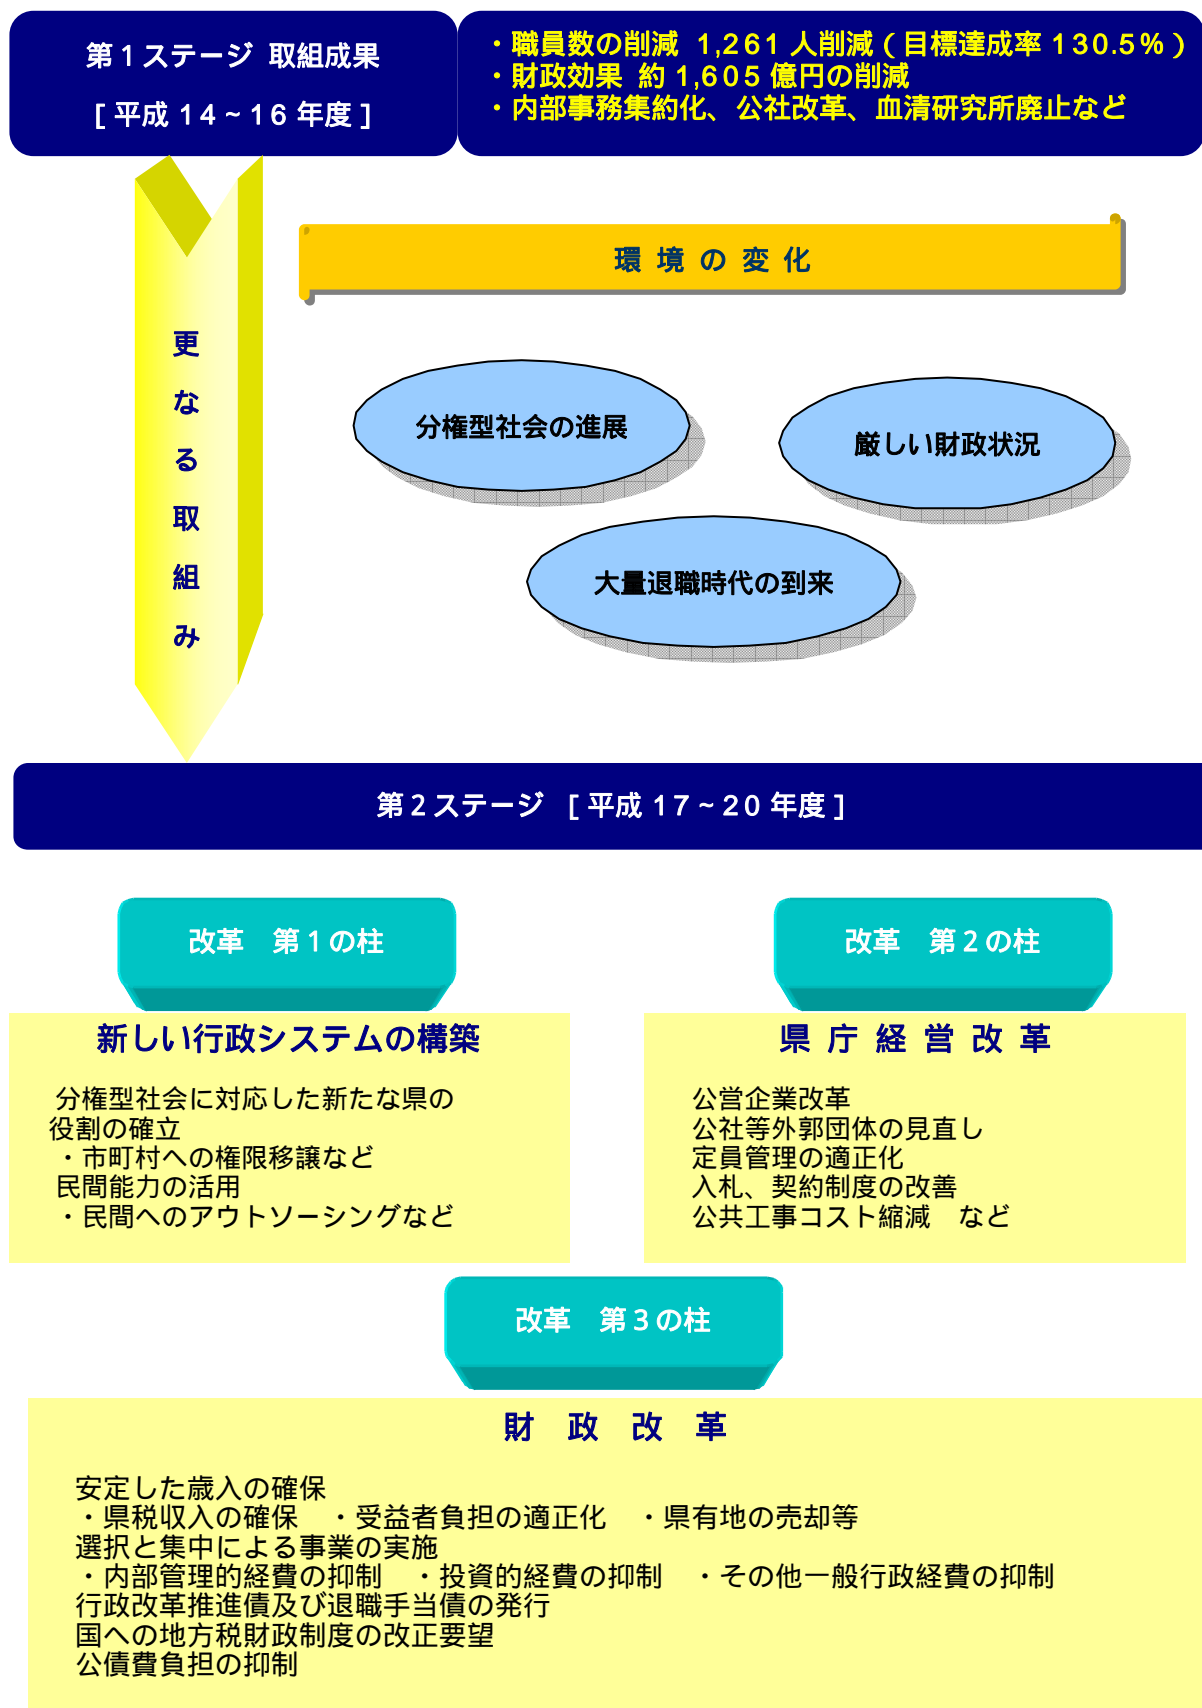 第1ステージ 取組成果
[平成14~16年度]
・職員数の削減 1,261人削減(目標達成率130.5%)
・財政効果 約1,605億円の削減
・内部事務集約化、公社改革、血清研究所廃止など
環境の変化
更なる取組み
分権型社会の進展
厳しい財政状況
大量退職時代の到来
第2ステージ [平成17~20年度]
改革 第1の柱
新しい行政システムの構築
分権型社会に対応した新たな県の
役割の確立
・市町村への権限移譲など
民間能力の活用
・民間へのアウトソーシングなど
改革 第2の柱
県庁経営改革
公営企業改革
公社等外郭団体の見直し
定員管理の適正化
入札、契約制度の改善
公共工事コスト縮減 など
改革 第3の柱
財政改革
安定した歳入の確保
・県税収入の確保 ・受益者負担の適正化 ・県有地の売却等
選択と集中による事業の実施
・内部管理的経費の抑制 ・投資的経費の抑制 ・その他一般行政経費の抑制
行政改革推進債及び退職手当債の発行
国への地方税財政制度の改正要望
公債費負担の抑制